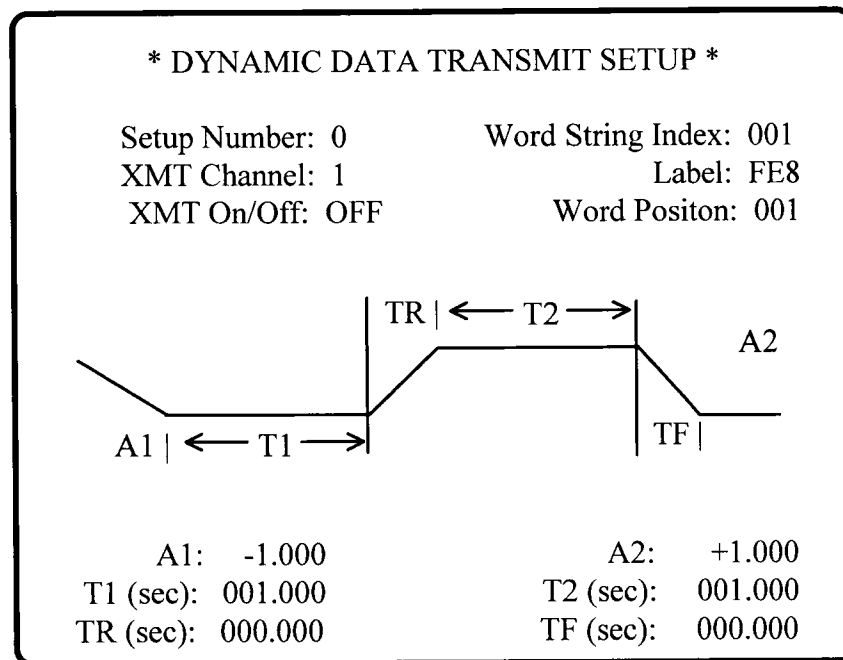 * DYNAMIC DATA TRANSMIT SETUP *
Setup Number: 0 Word String Index: 001
XMT Channel: 1 Label: FE8
XMT On/Off: OFF Word Positon: 001
TR T2 A2
A1 T1 TF
A1: -1.000 A2: +1.000
T1 (sec): 001.000 T2 (sec): 001.000
TR (sec): 000.000 TF (sec): 000.000